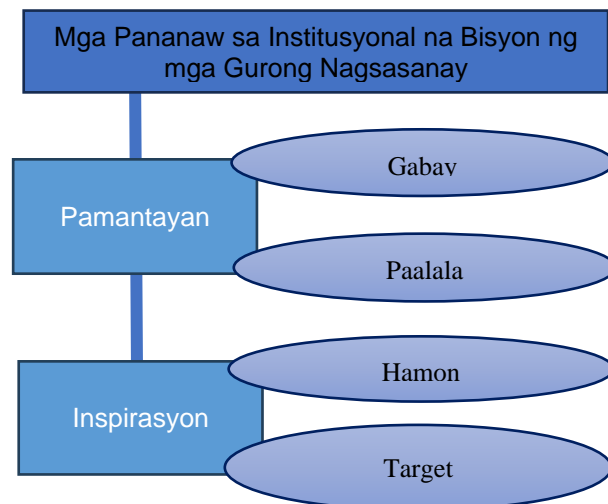 Mga Pananaw sa Institusyonal na Bisyon ng
mga Gurong Nagsasanay
Gabay
Pamantayan
Paalala
Hamon
Inspirasyon
Target